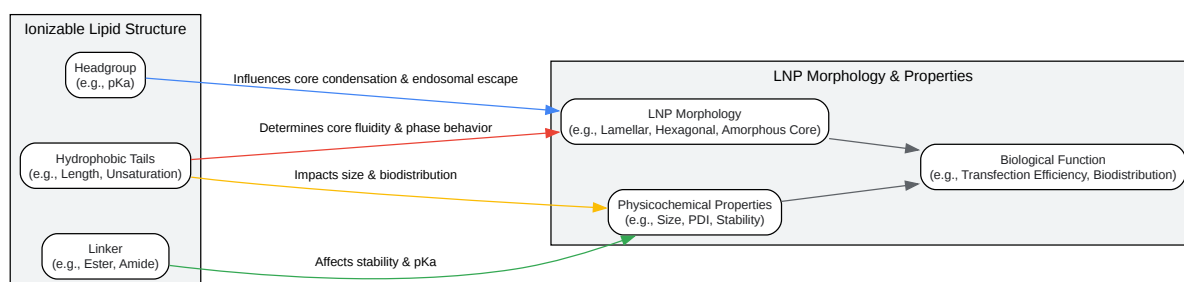 Ionizable Lipid Structure
Headgroup
(e.g., pKa)
Hydrophobic Tails
(e.g., Length, Unsaturation)
Linker
(e.g., Ester, Amide)
Influences core condensation & endosomal escape
Determines core fluidity & phase behavior
Impacts size & biodistribution
Affects stability & pKa
LNP Morphology & Properties
LNP Morphology
(e.g., Lamellar, Hexagonal, Amorphous Core)
Physicochemical Properties
(e.g., Size, PDI, Stability)
Biological Function
(e.g., Transfection Efficiency, Biodistribution)